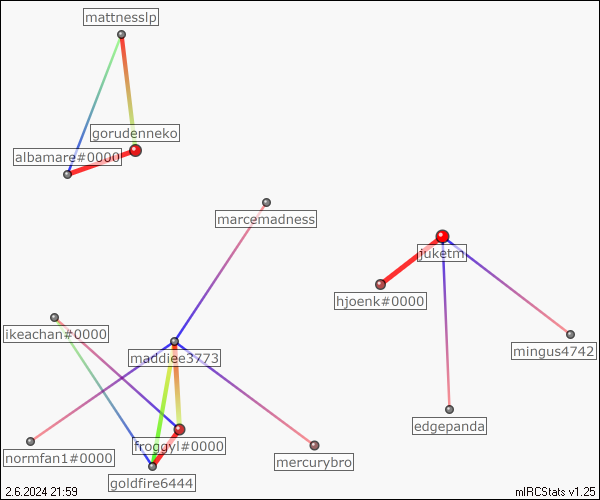 mattnesslp
gorudenneko
albamare#0000
marcemadness
juketm
hjoenk#0000
ikeachan#0000
maddiee3773
mingus4742
edgepanda
froggyl#0000
normfan1#0000
mercurybro
goldfire6444
2.6.2024 21:59
mIRCStats v1.25